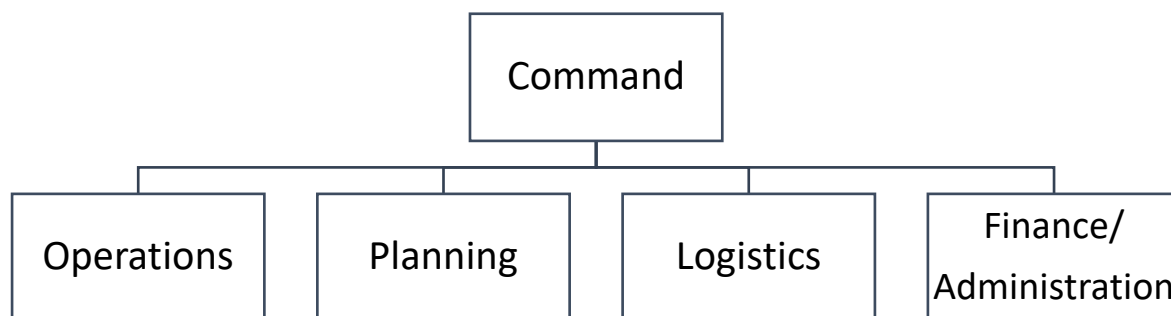 Command
Operations
Planning
Logistics
Finance/
Administration